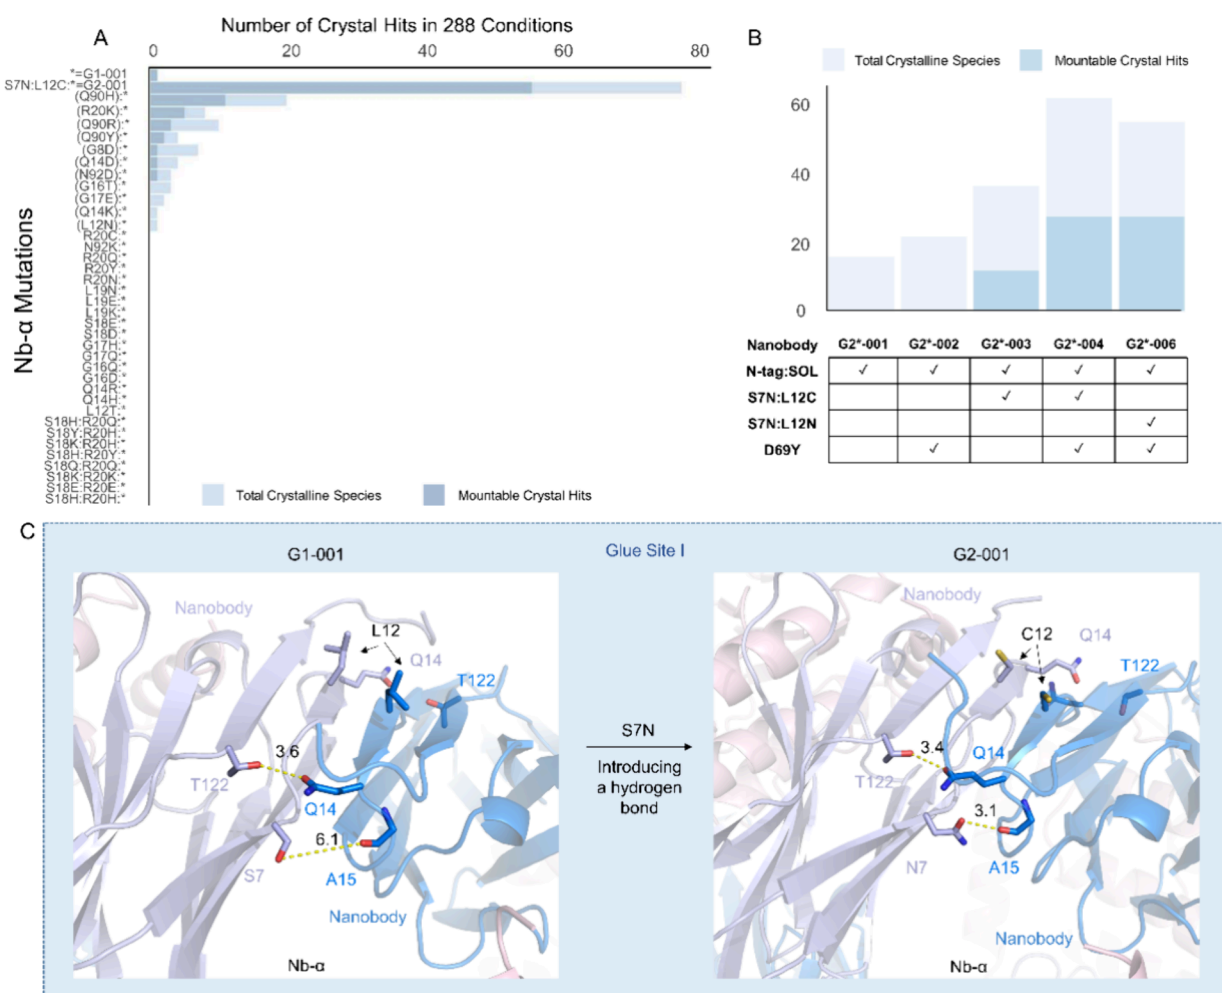 A
Number of Crystal Hits in 288 Conditions
0 20 40 60 80
Nb-α Mutations
*=G1-001
S7N:L12C:*=G2-001
(Q90H):*
(R20K):*
(Q90R):*
(Q90Y):*
(G8D):*
(Q14D):*
(N92D):*
(G16T):*
(G17E):*
(Q14K):*
(L12N):*
R20C:*
N92K:*
R20Q:*
R20Y:*
R20N:*
L19N:*
L19E:*
L19K:*
S18E:*
S18D:*
G17H:*
G17Q:*
G16Q:*
G16D:*
Q14R:*
Q14H:*
L12T:*
S18H:R20Q:*
S18Y:R20H:*
S18K:R20H:*
S18H:R20Y:*
S18Q:R20Q:*
S18K:R20K:*
S18E:R20E:*
S18H:R20H:*
Total Crystalline Species Mountable Crystal Hits
B
Total Crystalline Species Mountable Crystal Hits
60
40
20
0
Nanobody G2*-001 G2*-002 G2*-003 G2*-004 G2*-006
N-tag:SOL ✓ ✓ ✓ ✓ ✓
S7N:L12C ✓ ✓
S7N:L12N ✓
D69Y ✓ ✓ ✓
C
G1-001
Glue Site I
G2-001
Nanobody
L12
Q14
T122
3.6
T122
Q14
6.1
S7
A15
Nanobody
Nb-α
S7N
Introducing
a hydrogen
bond
Nanobody
C12
Q14
T122
3.4
Q14
T122
3.1
N7
A15
Nanobody
Nb-α